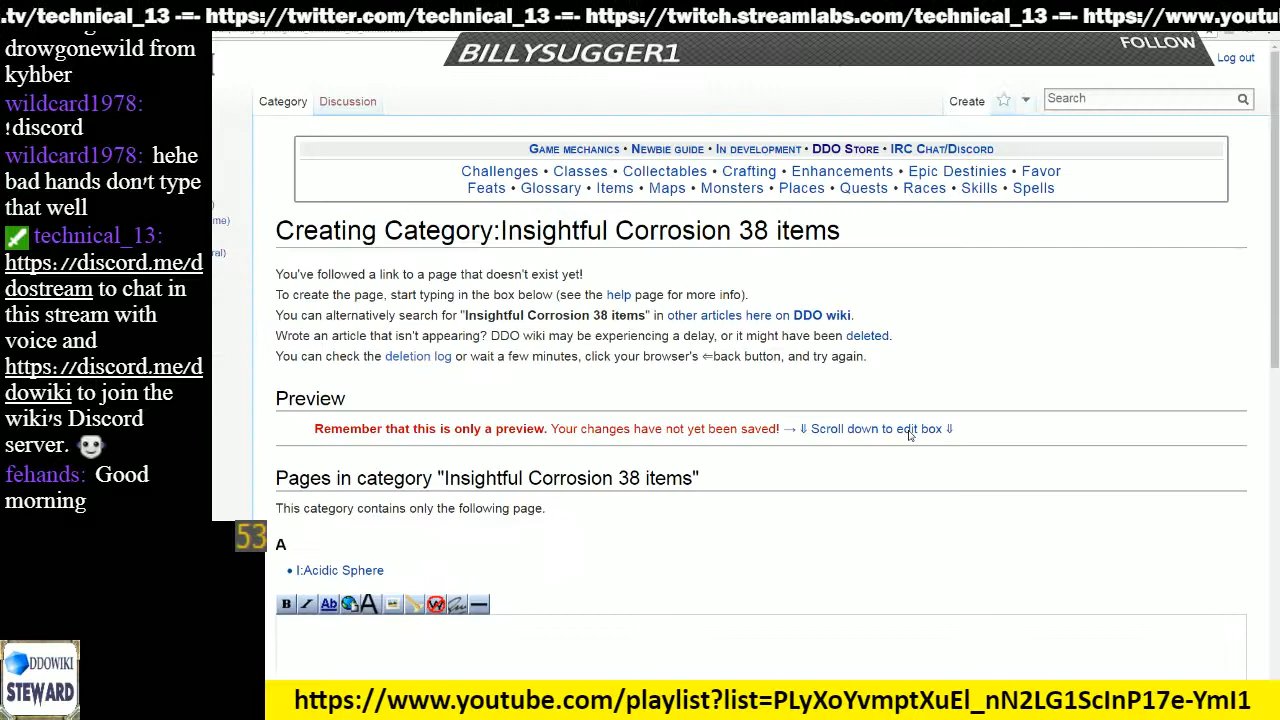 .tv/technical_13 -=- https://twitter.com/technical_13 -=- https://twitch.streamlabs.com/technical_13 -=- https://www.youtu
drowgonewild from
kyhber
wildcard1978:
!discord
wildcard1978: hehe
bad hands don't type
that well
technical_13:
https://discord.me/d
dostream to chat in
this stream with
voice and
https://discord.me/d
dowiki to join the
wiki's Discord
server.
fehands: Good
morning
me)
ral)
53
DDOWIKI
STEWARD
BILLYSUGGER1
FOLLOW
Log out
Category
Discussion
Create
Search
Game mechanics • Newbie guide • In development • DDO Store • IRC Chat/Discord
Challenges • Classes • Collectables • Crafting • Enhancements • Epic Destinies • Favor
Feats • Glossary • Items • Maps • Monsters • Places • Quests • Races • Skills • Spells
Creating Category:Insightful Corrosion 38 items
You've followed a link to a page that doesn't exist yet!
To create the page, start typing in the box below (see the help page for more info).
You can alternatively search for "Insightful Corrosion 38 items" in other articles here on DDO wiki.
Wrote an article that isn't appearing? DDO wiki may be experiencing a delay, or it might have been deleted.
You can check the deletion log or wait a few minutes, click your browser's ⇐back button, and try again.
Preview
Remember that this is only a preview. Your changes have not yet been saved! → ⇓ Scroll down to edit box ⇓
Pages in category "Insightful Corrosion 38 items"
This category contains only the following page.
A
• I:Acidic Sphere
B I Ab A W
https://www.youtube.com/playlist?list=PLyXoYvmptXuEl_nN2LG1ScInP17e-YmI1